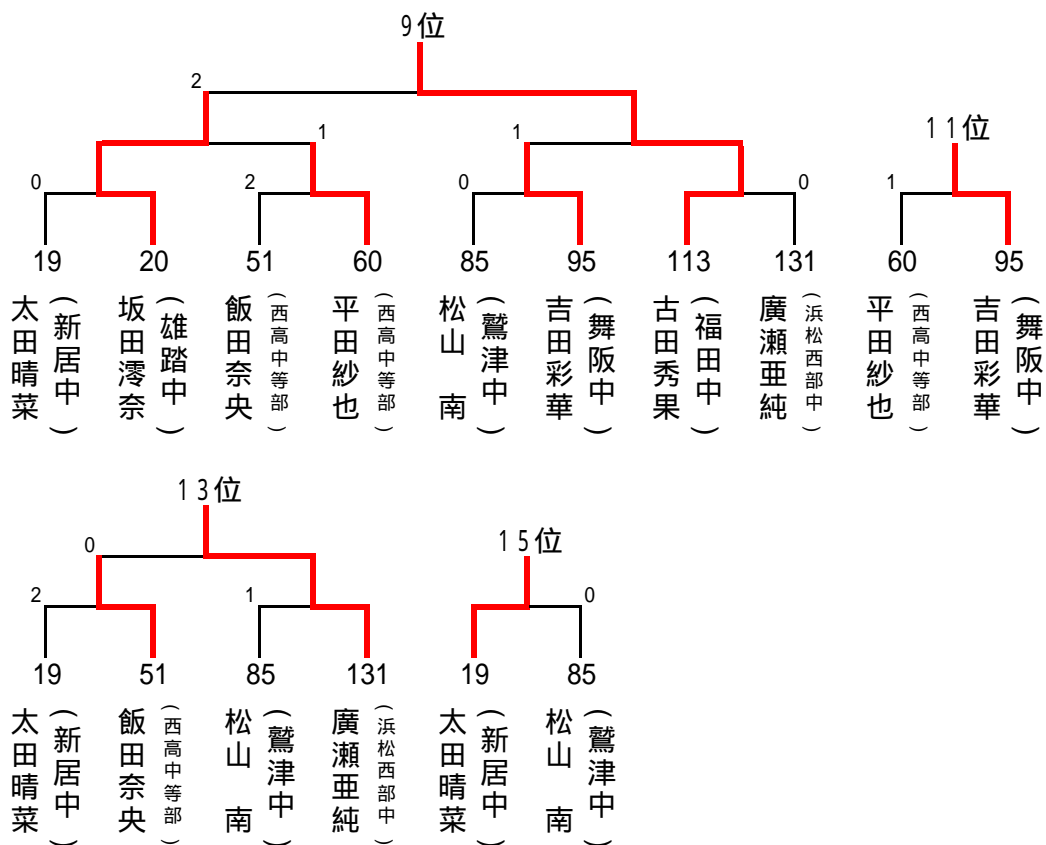 9位
2
1
1
11位
0
2
0
0
1
19
20
51
60
85
95
113
131
60
95
太田晴菜
(新居中)
坂田澪奈
(雄踏中)
飯田奈央
(西高中等部)
平田紗也
(西高中等部)
松山 南
(鷲津中)
吉田彩華
(舞阪中)
古田秀果
(福田中)
廣瀬亜純
(浜松西部中)
平田紗也
(西高中等部)
吉田彩華
(舞阪中)
13位
0
15位
2
1
0
19
51
85
131
19
85
太田晴菜
(新居中)
飯田奈央
(西高中等部)
松山 南
(鷲津中)
廣瀬亜純
(浜松西部中)
太田晴菜
(新居中)
松山 南
(鷲津中)